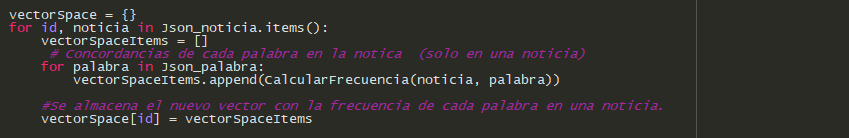 vectorSpace = {}
for id, noticia in Json_noticia.items():
    vectorSpaceItems = []
     # Concordancias de cada palabra en la notica  (solo en una noticia)
    for palabra in Json_palabra:
        vectorSpaceItems.append(CalcularFrecuencia(noticia, palabra))

    #Se almacena el nuevo vector con la frecuencia de cada palabra en una noticia.
    vectorSpace[id] = vectorSpaceItems